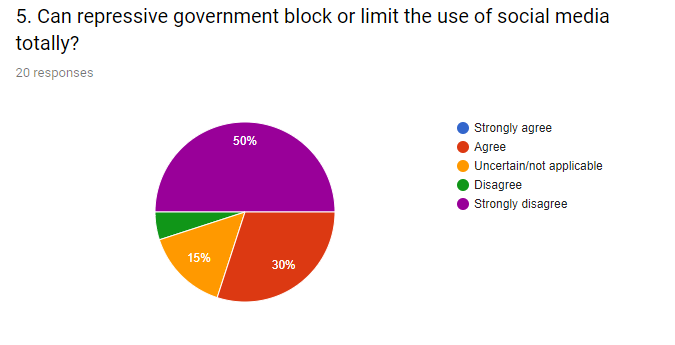 5. Can repressive government block or limit the use of social media
totally?
20 responses
50%
15%
30%
Strongly agree
Agree
Uncertain/not applicable
Disagree
Strongly disagree